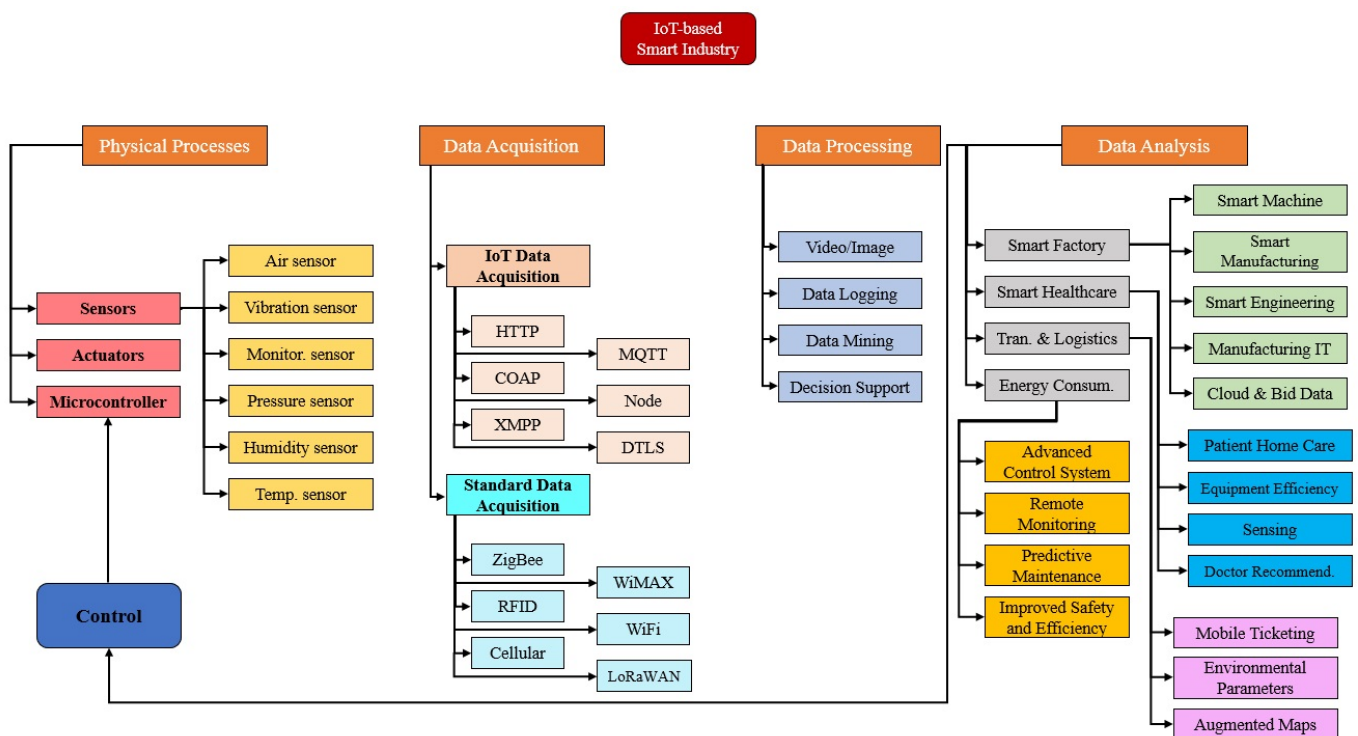 IoT-based
Smart Industry
Physical Processes
Data Acquisition
Data Processing
Data Analysis
Sensors
Actuators
Microcontroller
Air sensor
Vibration sensor
Monitor. sensor
Pressure sensor
Humidity sensor
Temp. sensor
Control
IoT Data
Acquisition
HTTP
MQTT
COAP
Node
XMPP
DTLS
Standard Data
Acquisition
ZigBee
WiMAX
RFID
WiFi
Cellular
LoRaWAN
Video/Image
Data Logging
Data Mining
Decision Support
Smart Factory
Smart Healthcare
Tran. & Logistics
Energy Consum.
Advanced
Control System
Remote
Monitoring
Predictive
Maintenance
Improved Safety
and Efficiency
Smart Machine
Smart
Manufacturing
Smart Engineering
Manufacturing IT
Cloud & Bid Data
Patient Home Care
Equipment Efficiency
Sensing
Doctor Recommend.
Mobile Ticketing
Environmental
Parameters
Augmented Maps